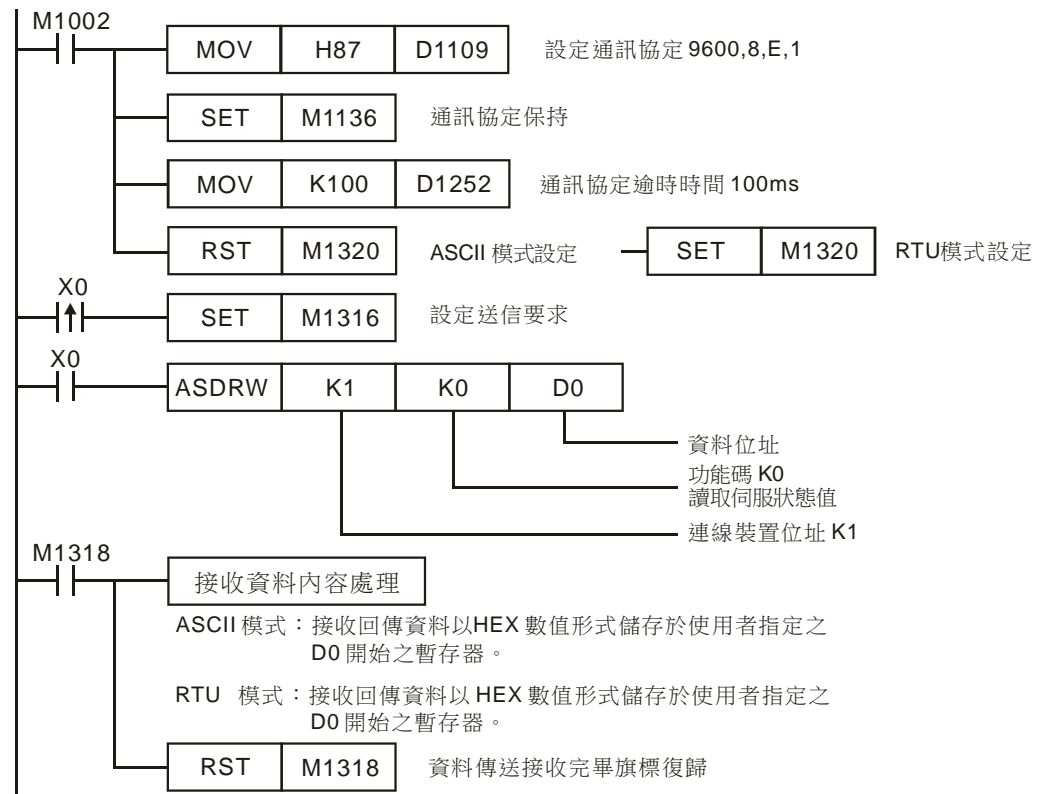 M1002
MOV H87 D1109 設定通訊協定 9600,8,E,1
SET M1136 通訊協定保持
MOV K100 D1252 通訊協定逾時時間 100ms
RST M1320 ASCII 模式設定 SET M1320 RTU模式設定
X0
SET M1316 設定送信要求
X0
ASDRW K1 K0 D0
資料位址
功能碼 K0
讀取伺服狀態值
連線裝置位址 K1
M1318
接收資料內容處理
ASCII 模式：接收回傳資料以HEX 數值形式儲存於使用者指定之
D0 開始之暫存器。
RTU 模式：接收回傳資料以 HEX 數值形式儲存於使用者指定之
D0 開始之暫存器。
RST M1318 資料傳送接收完畢旗標復歸